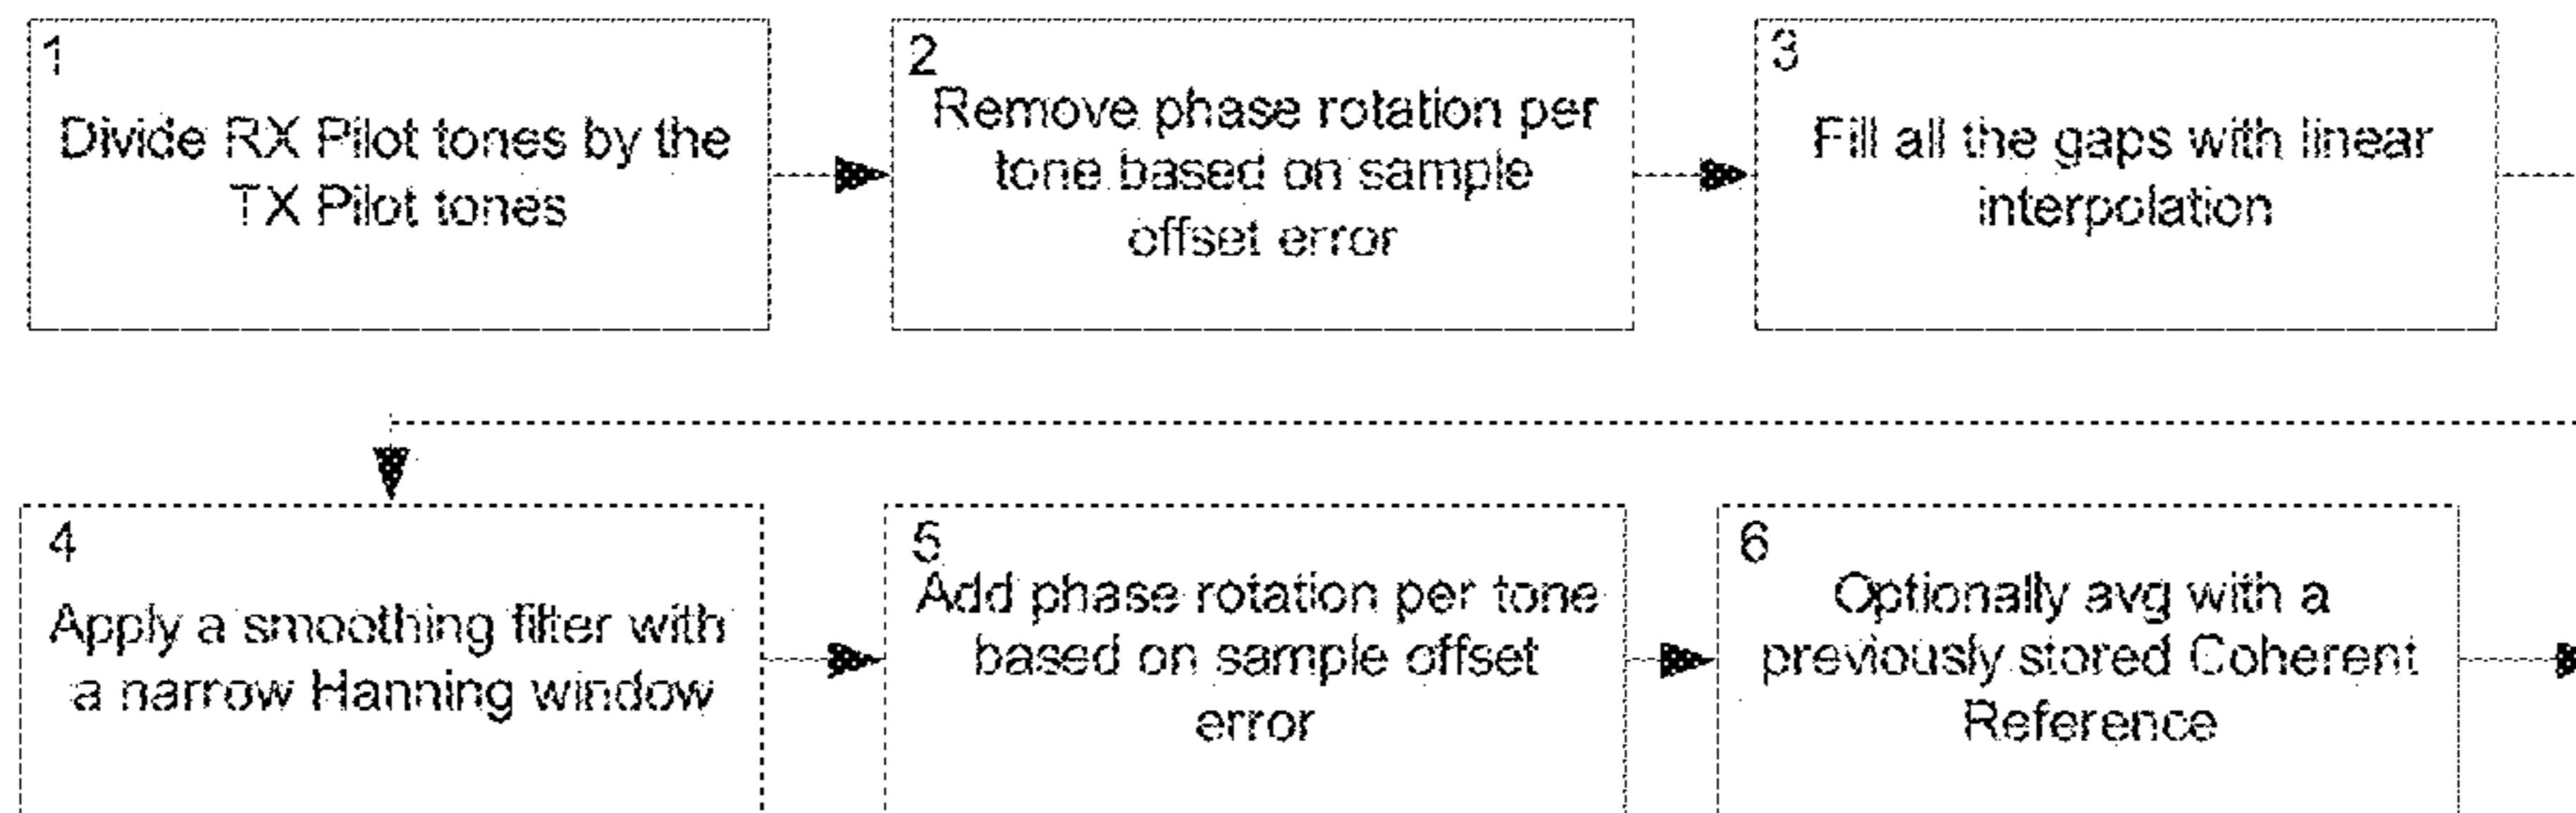 1
Divide RX Pilot tones by the
TX Pilot tones
2
Remove phase rotation per
tone based on sample
offset error
3
Fill all the gaps with linear
interpolation
4
Apply a smoothing filter with
a narrow Hanning window
5
Add phase rotation per tone
based on sample offset
error
6
Optionally avg with a
previously stored Coherent
Reference